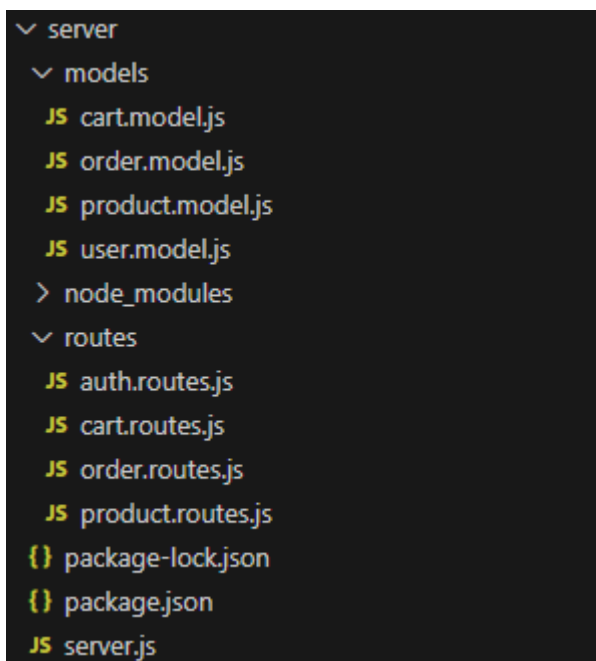 server
models
JS cart.model.js
JS order.model.js
JS product.model.js
JS user.model.js
node_modules
routes
JS auth.routes.js
JS cart.routes.js
JS order.routes.js
JS product.routes.js
{} package-lock.json
{} package.json
JS server.js